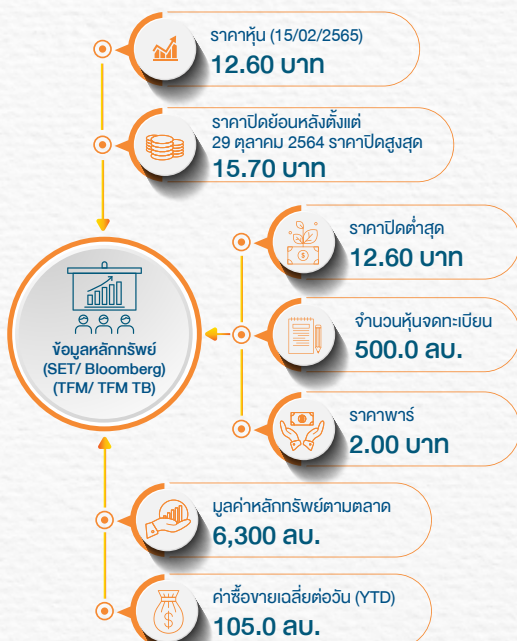 ราคาหุ้น (15/02/2565)
12.60 บาท
ราคาปิดย้อนหลังตั้งแต่
29 ตุลาคม 2564 ราคาปิดสูงสุด
15.70 บาท
ราคาปิดต่ำสุด
12.60 บาท
ข้อมูลหลักทรัพย์
(SET/ Bloomberg)
(TFM/ TFM TB)
จำนวนหุ้นจดทะเบียน
500.0 ลบ.
ราคาพาร์
2.00 บาท
มูลค่าหลักทรัพย์ตามตลาด
6,300 ลบ.
ค่าซื้อขายเฉลี่ยต่อวัน (YTD)
105.0 ลบ.